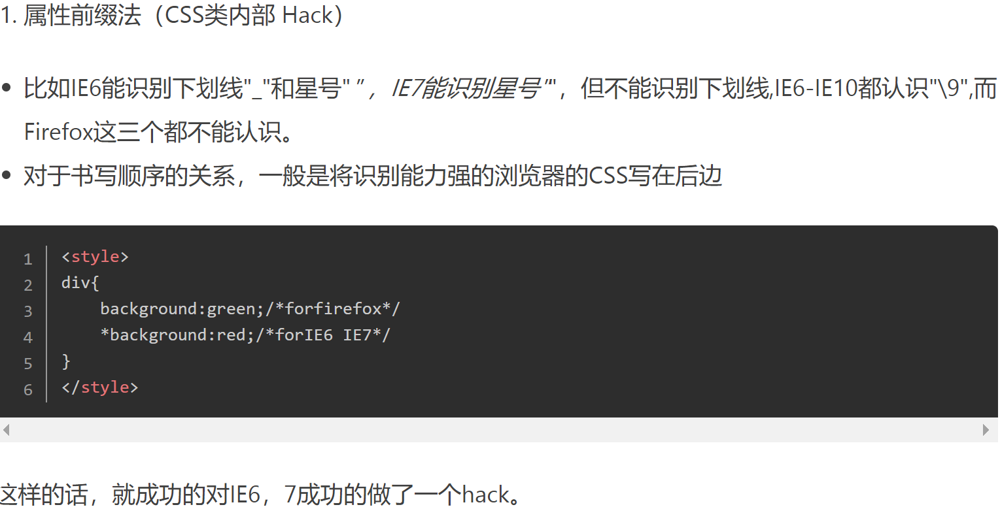 1. 属性前缀法（CSS类内部 Hack）
比如IE6能识别下划线"_"和星号" ”，IE7能识别星号”"，但不能识别下划线,IE6-IE10都认识"\9",而
Firefox这三个都不能认识。
对于书写顺序的关系，一般是将识别能力强的浏览器的CSS写在后边
1 <style>
2 div{
3     background:green;/*forfirefox*/
4     *background:red;/*forIE6 IE7*/
5 }
6 </style>
这样的话，就成功的对IE6，7成功的做了一个hack。